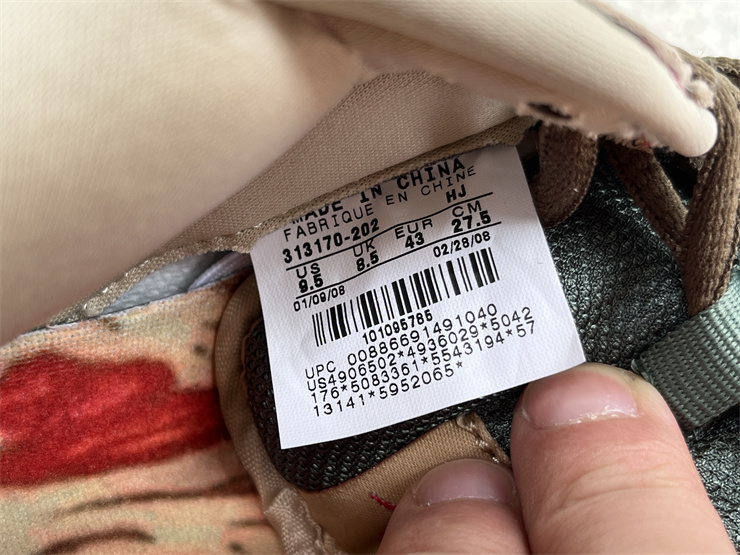 MADE IN CHINA
FABRIQUE EN CHINE
313170-202 HJ
US UK EUR CM
9.5 8.5 43 27.5
01/09/08 02/28/08
101095785
UPC 00886691491040
US4906502*4936029*5042
176*5083361*5543194*57
13141*5952065*